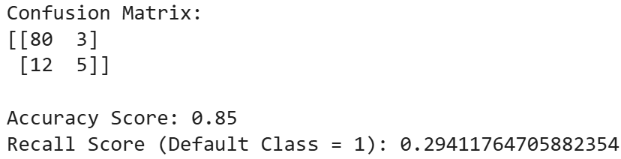 Confusion Matrix:
[[80  3]
 [12  5]]
Accuracy Score: 0.85
Recall Score (Default Class = 1): 0.29411764705882354